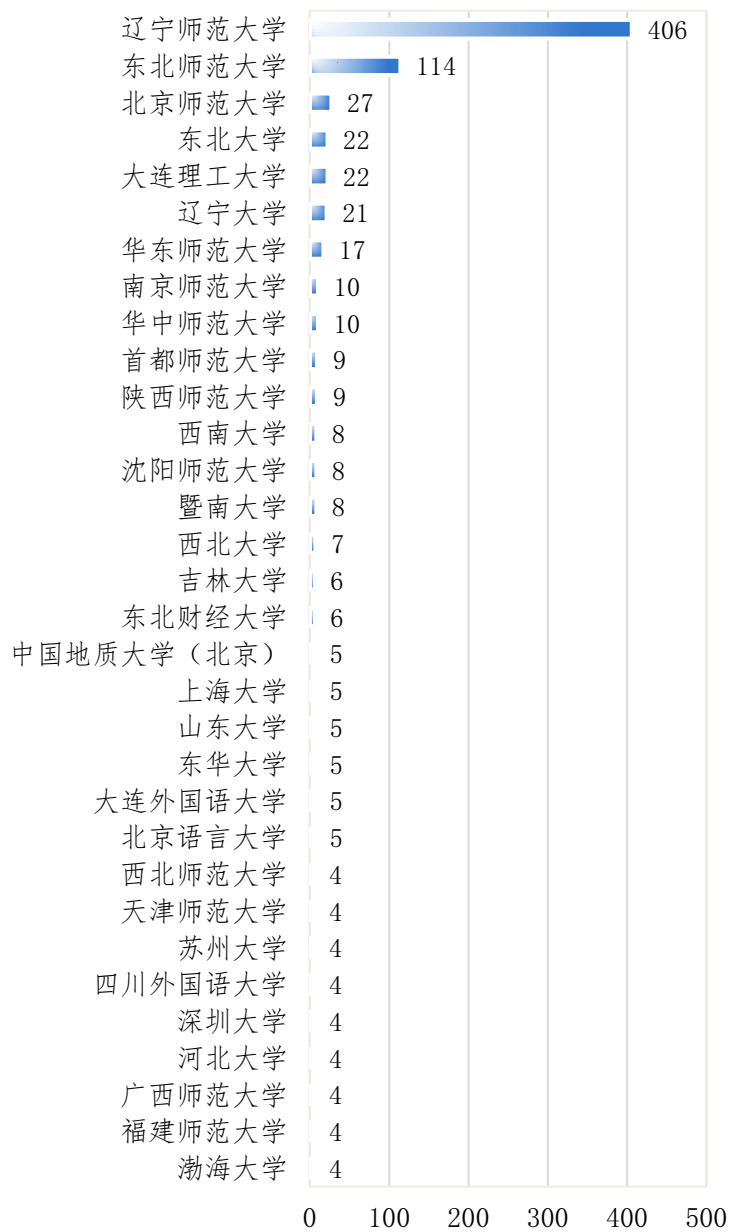 辽宁师范大学 406
东北师范大学 114
北京师范大学 27
东北大学 22
大连理工大学 22
辽宁大学 21
华东师范大学 17
南京师范大学 10
华中师范大学 10
首都师范大学 9
陕西师范大学 9
西南大学 8
沈阳师范大学 8
暨南大学 8
西北大学 7
吉林大学 6
东北财经大学 6
中国地质大学（北京） 5
上海大学 5
山东大学 5
东华大学 5
大连外国语大学 5
北京语言大学 5
西北师范大学 4
天津师范大学 4
苏州大学 4
四川外国语大学 4
深圳大学 4
河北大学 4
广西师范大学 4
福建师范大学 4
渤海大学 4
0 100 200 300 400 500